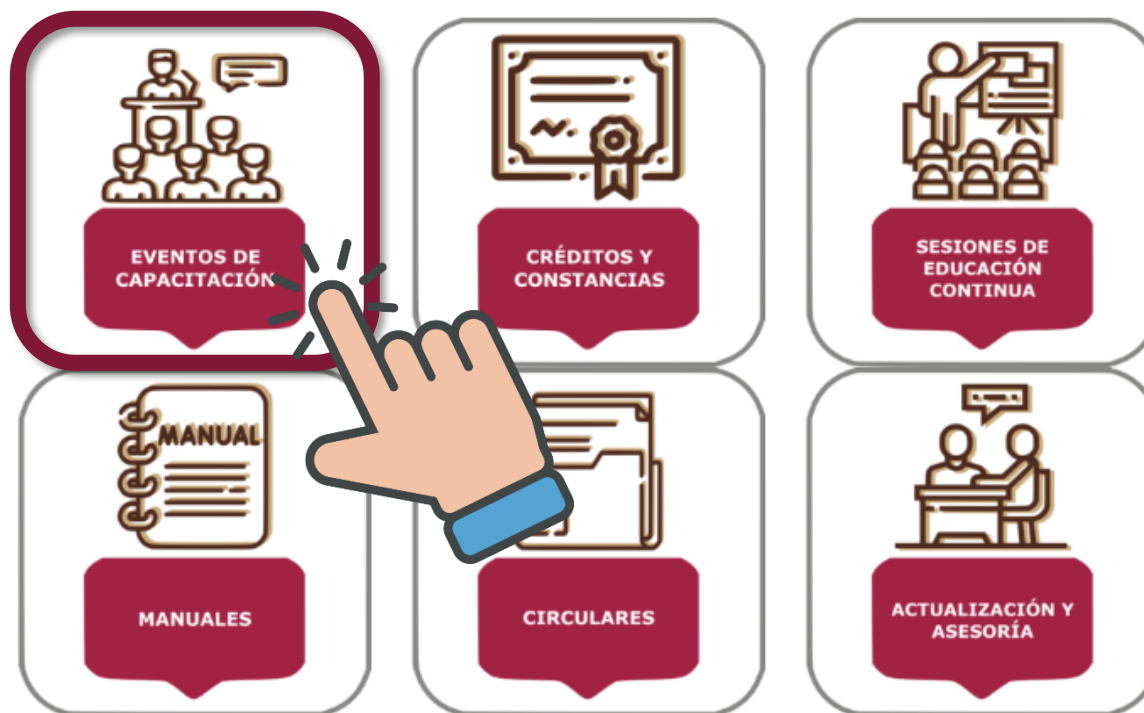 EVENTOS DE
CAPACITACIÓN
CRÉDITOS Y
CONSTANCIAS
SESIONES DE
EDUCACIÓN
CONTINUA
MANUAL
MANUALES
CIRCULARES
ACTUALIZACIÓN Y
ASESORÍA